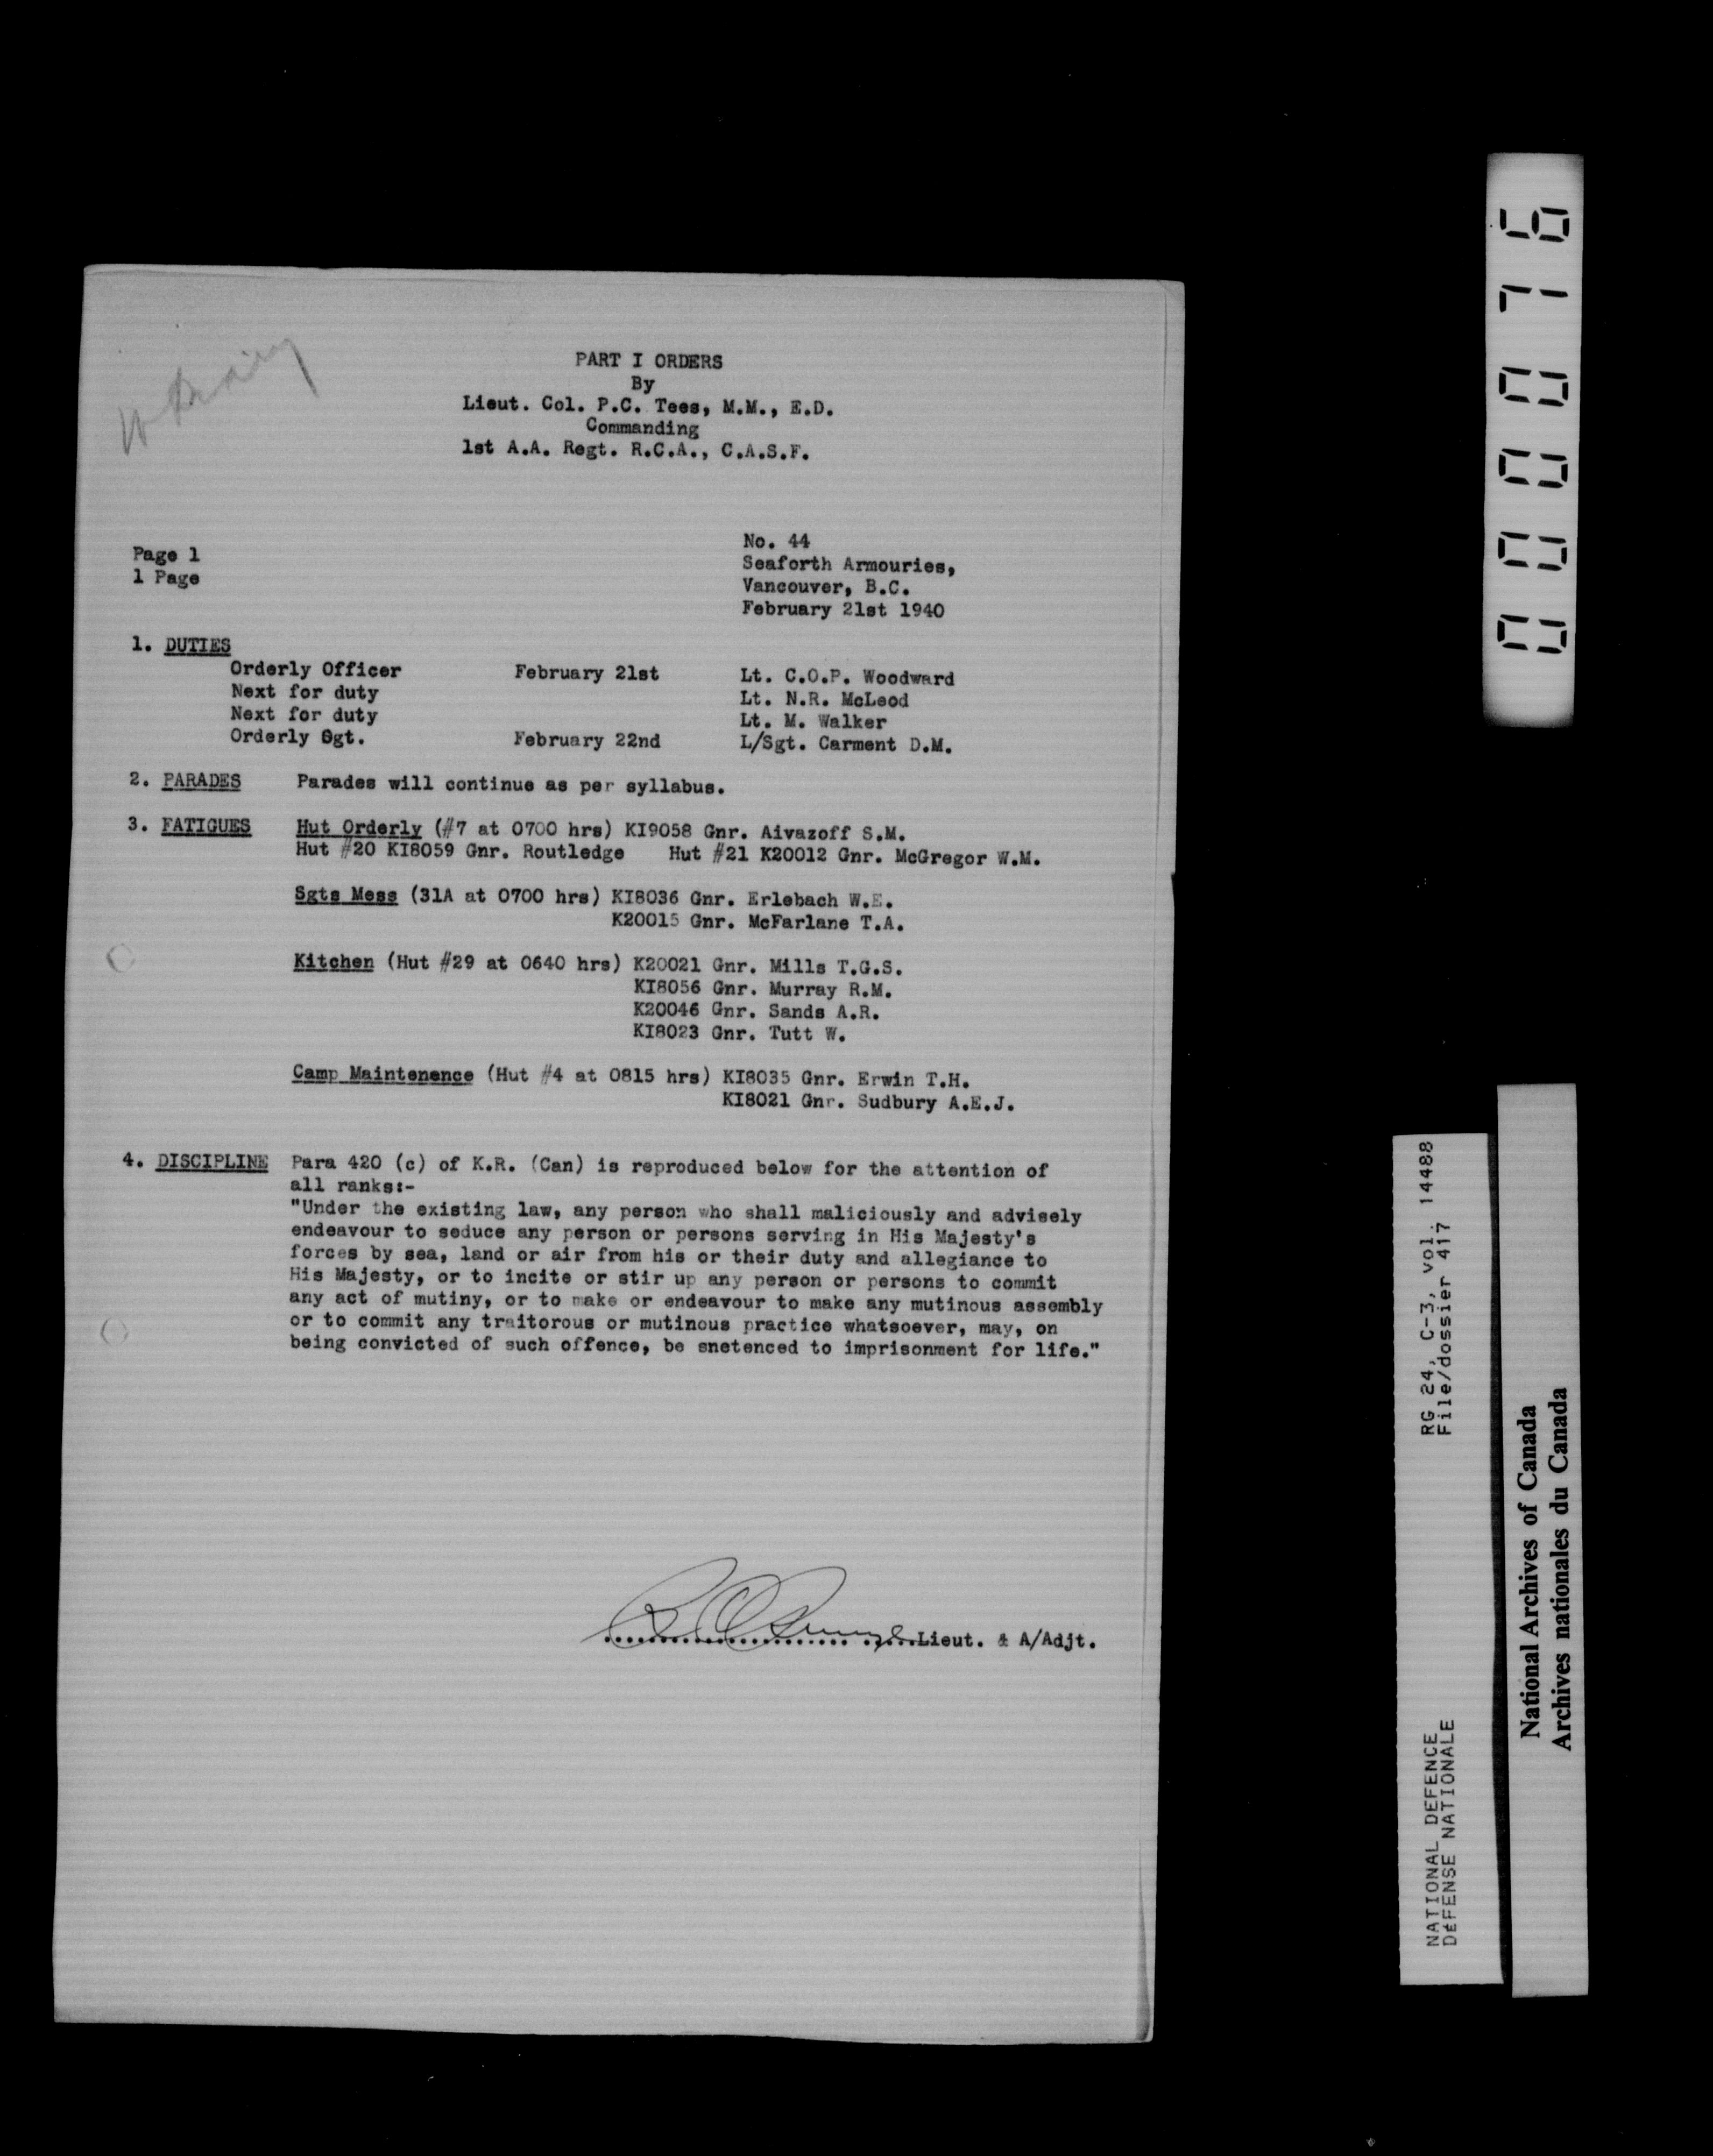 W Diary
PART I ORDERS
By
Lieut. Col. P.C. Tees, M.M., E.D.
Commanding
1st A.A. Regt. R.C.A., C.A.S.F.
Page 1
1 Page
No. 44
Seaforth Armouries,
Vancouver, B.C.
February 21st 1940
1. DUTIES
Orderly Officer February 21st Lt. C.O.P. Woodward
Next for duty Lt. N.R. McLeod
Next for duty Lt. M. Walker
Orderly Sgt. February 22nd L/Sgt. Carment D.M.
2. PARADES Parades will continue as per syllabus.
3. FATIGUES Hut Orderly (#7 at 0700 hrs) KI9058 Gnr. Aivazoff S.M.
Hut #20 KI8059 Gnr. Routledge Hut #21 K20012 Gnr. McGregor W.M.
Sgts Mess (31A at 0700 hrs) KI8036 Gnr. Erlebach W.E.
K20015 Gnr. McFarlane T.A.
Kitchen (Hut #29 at 0640 hrs) K20021 Gnr. Mills T.G.S.
KI8056 Gnr. Murray R.M.
K20046 Gnr. Sands A.R.
KI8023 Gnr. Tutt W.
Camp Maintenence (Hut #4 at 0815 hrs) KI8035 Gnr. Erwin T.H.
KI8021 Gnr. Sudbury A.E.J.
4. DISCIPLINE Para 420 (c) of K.R. (Can) is reproduced below for the attention of
all ranks:-
"Under the existing law, any person who shall maliciously and advisely
endeavour to seduce any person or persons serving in His Majesty's
forces by sea, land or air from his or their duty and allegiance to
His Majesty, or to incite or stir up any person or persons to commit
any act of mutiny, or to make or endeavour to make any mutinous assembly
or to commit any traitorous or mutinous practice whatsoever, may, on
being convicted of such offence, be snetenced to imprisonment for life."
Lieut. & A/Adjt.
000076
RG 24, C-3, vol. 14488
File/dossier 417
NATIONAL DEFENCE
DÉFENSE NATIONALE
National Archives of Canada
Archives nationales du Canada